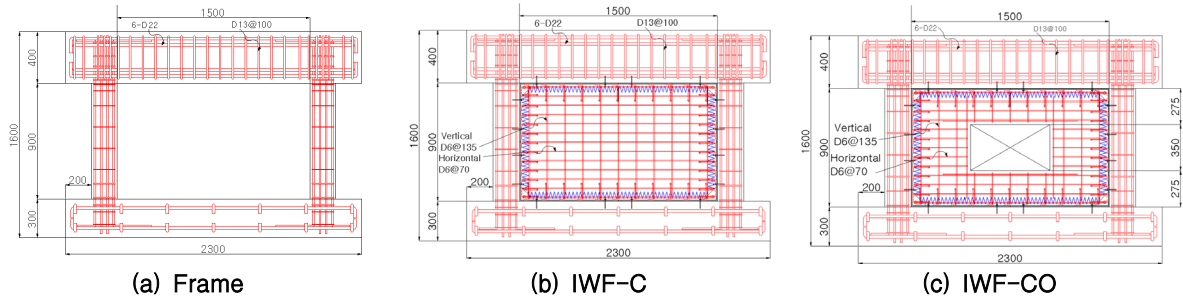 1500
6-D22
D13@100
400
1600
900
200
300
2300
(a) Frame
1500
6-D22
D13@100
400
1600
900
Vertical
D6@135
Horizontal
D6@70
200
300
2300
(b) IWF-C
1500
6-D22
D13@100
400
1600
900
Vertical
D6@135
Horizontal
D6@70
275
350
275
200
300
2300
(c) IWF-CO